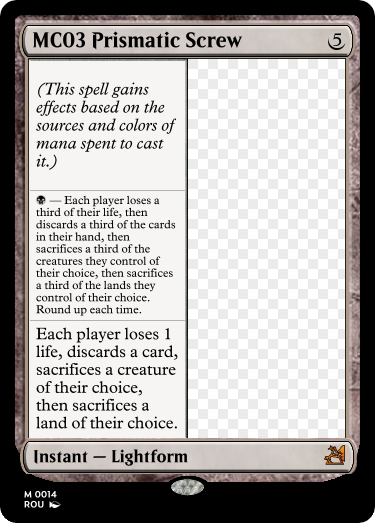 MC03 Prismatic Screw 5
(This spell gains
effects based on the
sources and colors of
mana spent to cast
it.)
— Each player loses a
third of their life, then
discards a third of the cards
in their hand, then
sacrifices a third of the
creatures they control of
their choice, then sacrifices
a third of the lands they
control of their choice.
Round up each time.
Each player loses 1
life, discards a card,
sacrifices a creature
of their choice,
then sacrifices a
land of their choice.
Instant — Lightform
M 0014
ROU